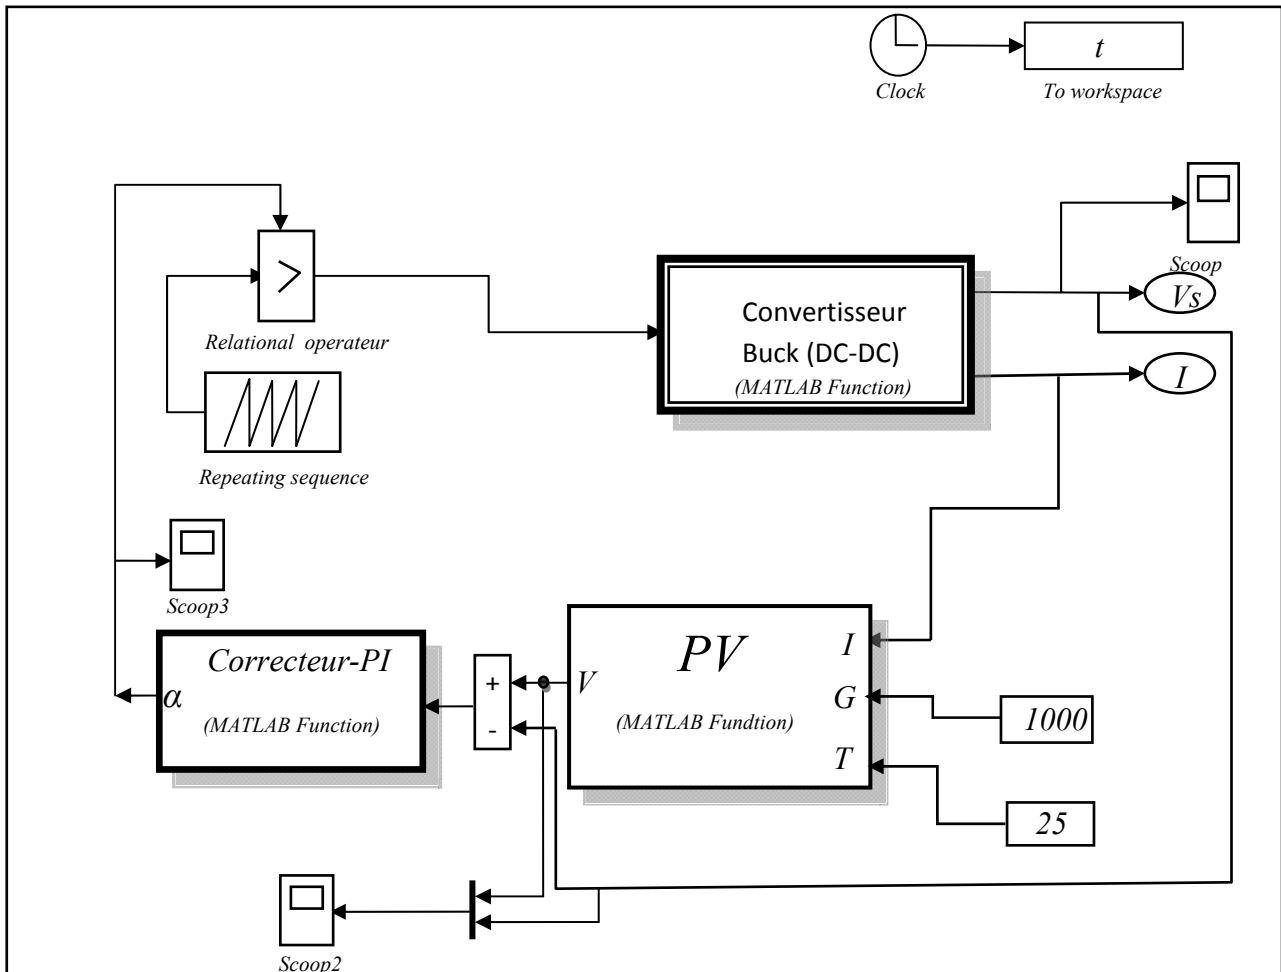 t
Clock
To workspace
>
Relational operateur
Scoop
Vs
Convertisseur
Buck (DC-DC)
(MATLAB Function)
I
Repeating sequence
Scoop3
Correcteur-PI
α
(MATLAB Function)
+
-
PV
V
(MATLAB Fundtion)
I
G
T
1000
25
Scoop2